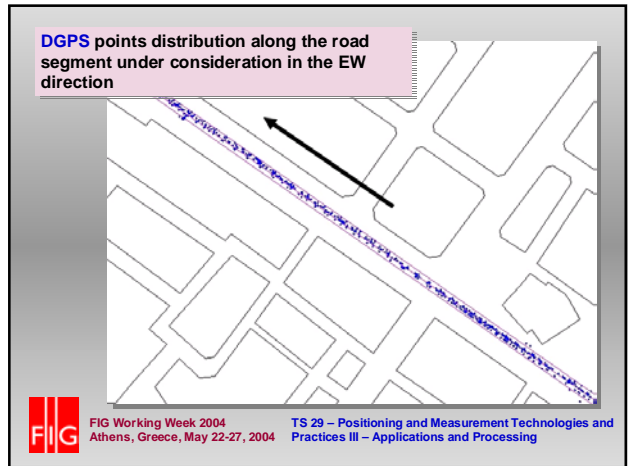 DGPS points distribution along the road
segment under consideration in the EW
direction
FIG
FIG Working Week 2004
Athens, Greece, May 22-27, 2004
TS 29 – Positioning and Measurement Technologies and
Practices III – Applications and Processing